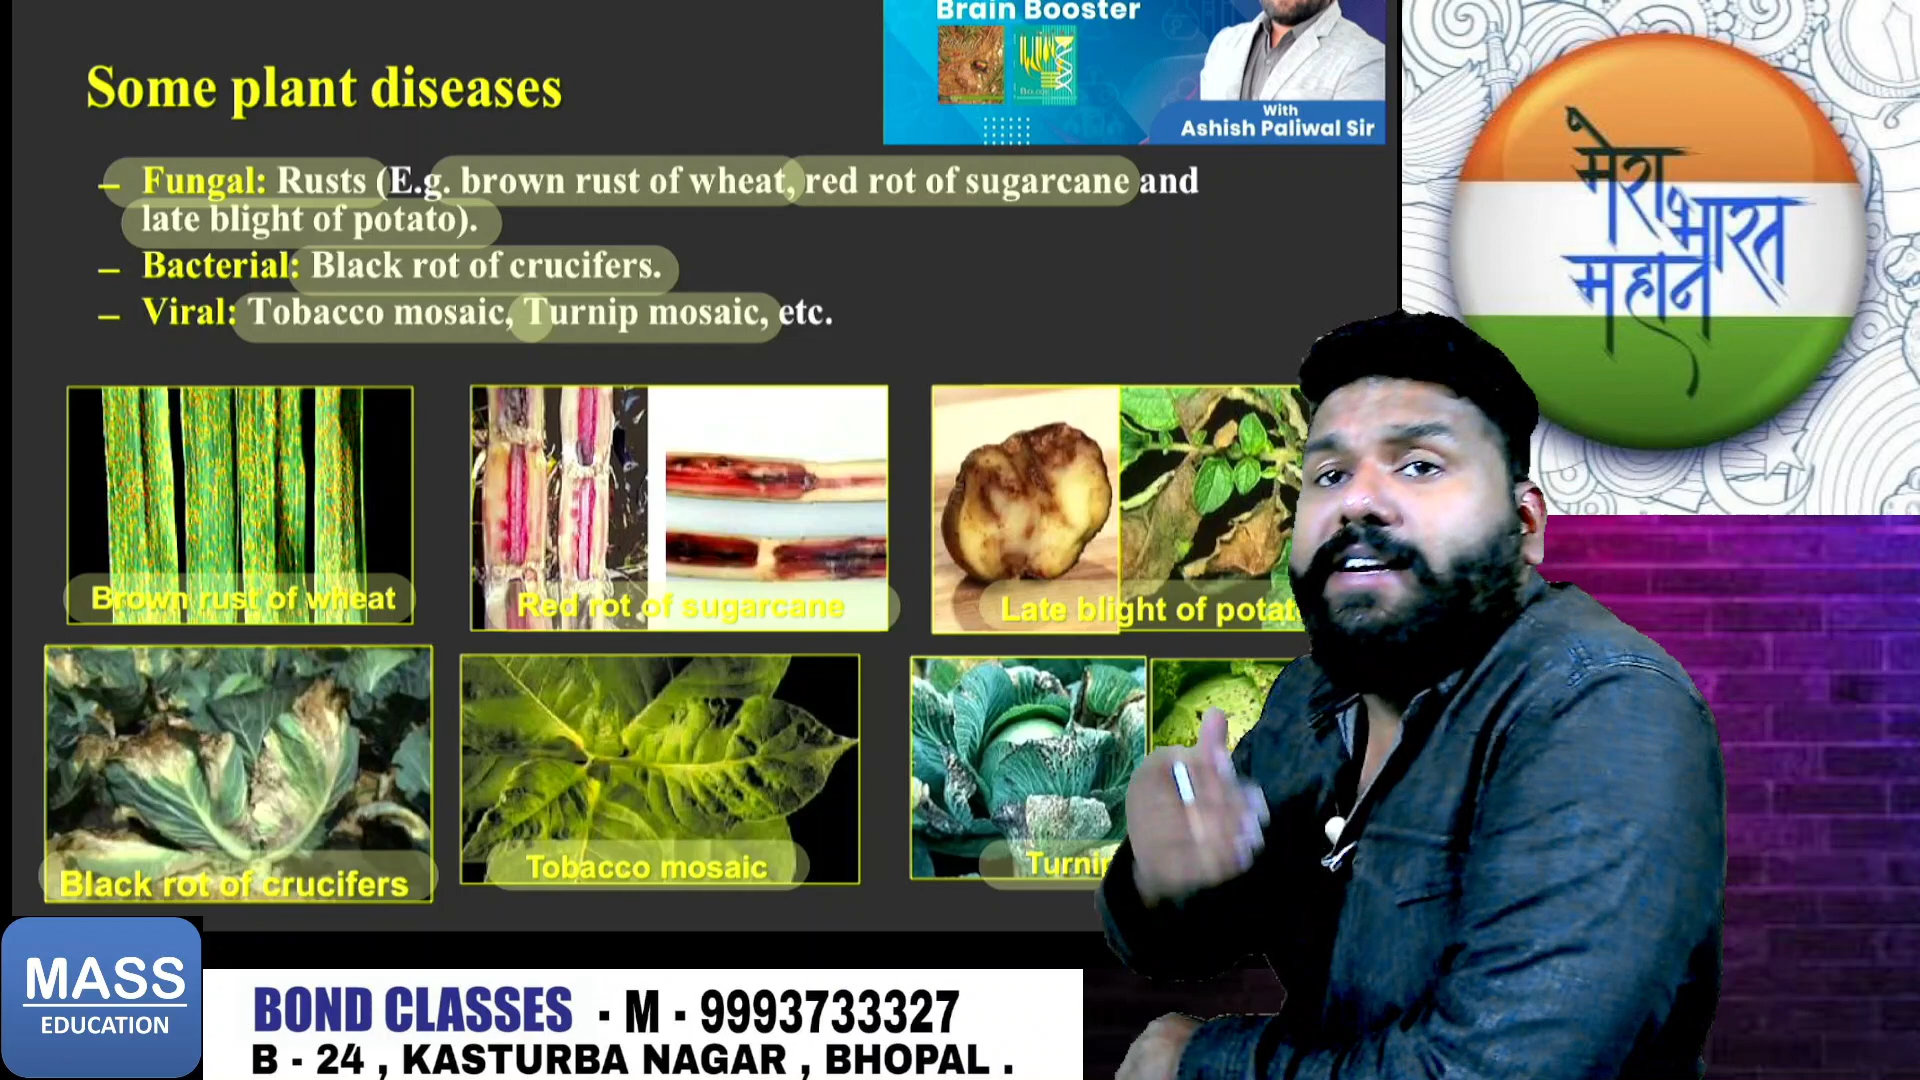 Brain Booster
With
Ashish Paliwal Sir
Some plant diseases
– Fungal: Rusts (E.g. brown rust of wheat, red rot of sugarcane and
late blight of potato).
– Bacterial: Black rot of crucifers.
– Viral: Tobacco mosaic, Turnip mosaic, etc.
मेरा
भारत
महान
Brown rust of wheat
Red rot of sugarcane
Late blight of
Black rot of crucifers
Tobacco mosaic
MASS
EDUCATION
BOND CLASSES - M - 9993733327
B - 24 , KASTURBA NAGAR , BHOPAL .